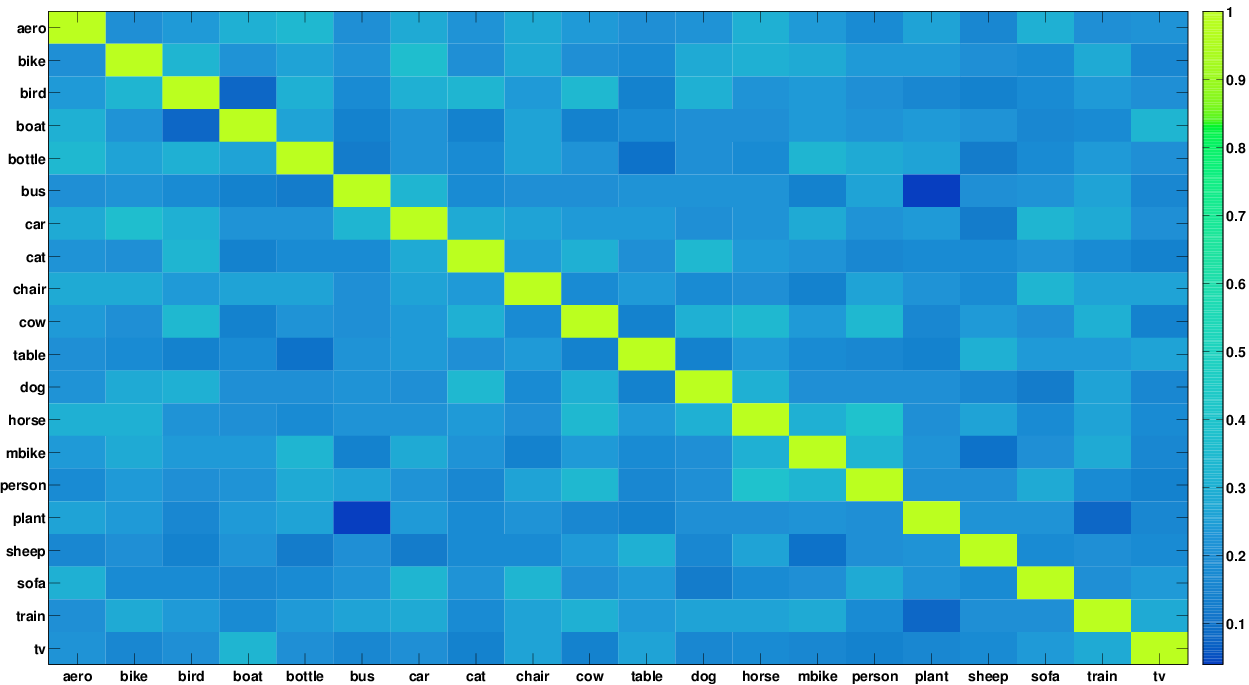 1
aero
bike
0.9
bird
boat
0.8
bottle
0.7
bus
car
0.6
cat
chair
0.5
cow
table
0.4
dog
horse
mbike
0.3
person
plant
0.2
sheep
sofa
0.1
train
tv
aero bike bird boat bottle bus car cat chair cow table dog horse mbike person plant sheep sofa train tv